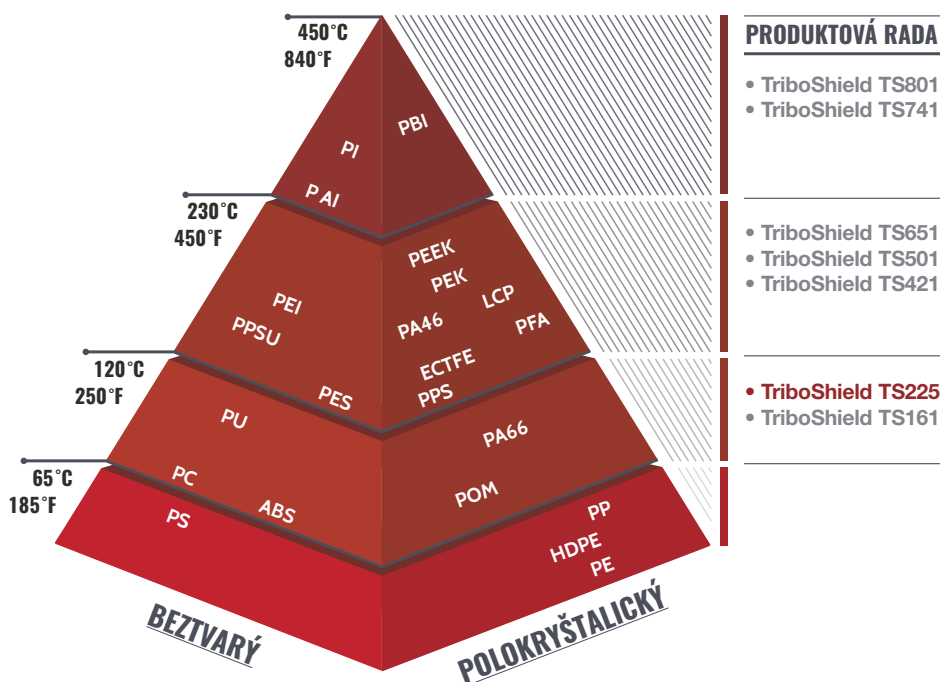 450°C
840°F
PRODUKTOVÁ RADA
• TriboShield TS801
• TriboShield TS741
PBI
PI
P AI
230°C
450°F
• TriboShield TS651
• TriboShield TS501
• TriboShield TS421
PEEK
PEK
LCP
PEI
PPSU
PA46
PFA
ECTFE
PPS
PES
120°C
250°F
• TriboShield TS225
• TriboShield TS161
PU
PA66
PC
ABS
POM
65°C
185°F
PS
PP
HDPE
PE
BEZTVARÝ
POLOKRYŠTALICKÝ